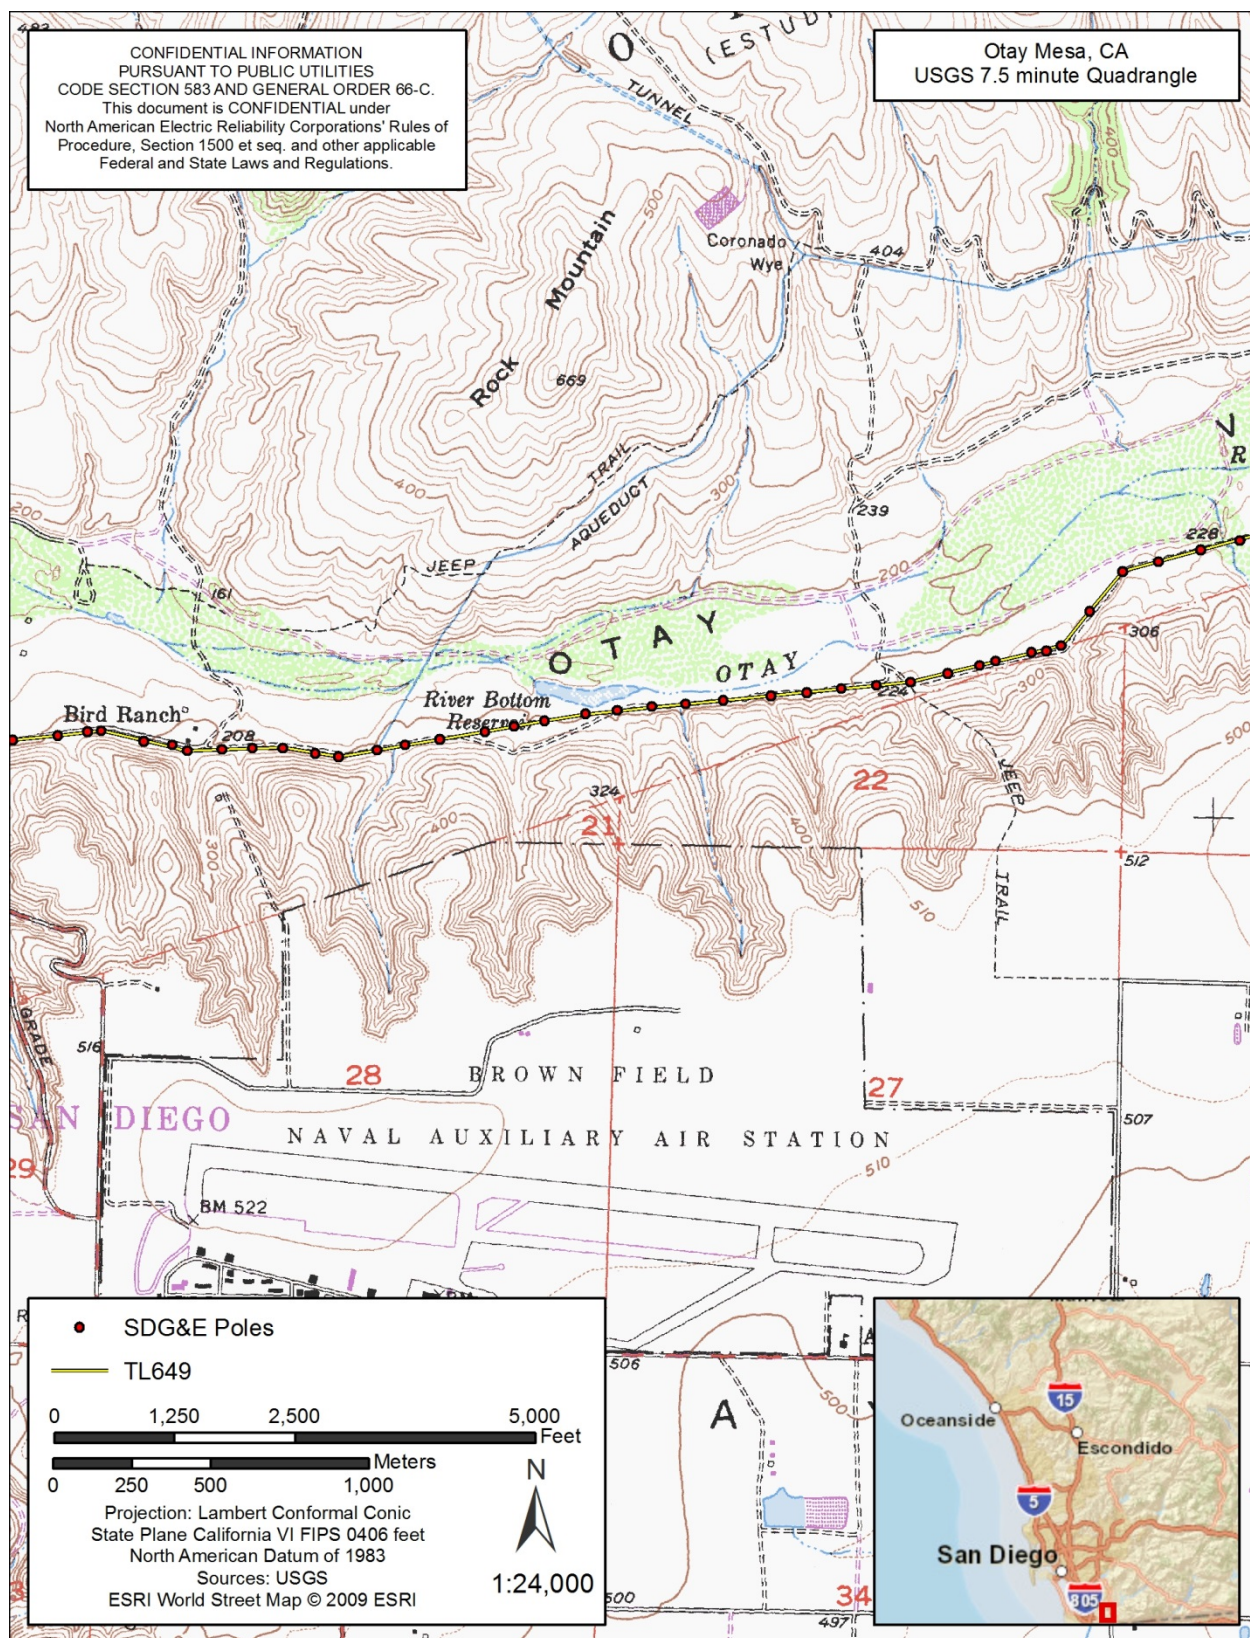 CONFIDENTIAL INFORMATION
PURSUANT TO PUBLIC UTILITIES
CODE SECTION 583 AND GENERAL ORDER 66-C.
This document is CONFIDENTIAL under
North American Electric Reliability Corporations' Rules of
Procedure, Section 1500 et seq. and other applicable
Federal and State Laws and Regulations.
Otay Mesa, CA
USGS 7.5 minute Quadrangle
O
(ESTUD
TUNNEL
400
500
Coronado
Wye
404
Rock Mountain
669
400
TRAIL
AQUEDUCT
300
JEEP
200
161
239
200
V
R
228
306
300
OTAY
OTAY
224
River Bottom
Bird Ranch
208
324
400
300
21
22
400
JEEP
TRAIL
500
512
510
GRADE
516
28
BROWN FIELD
27
507
SAN DIEGO
NAVAL AUXILIARY AIR STATION
510
29
BM 522
506
500
A
500
34
497
SDG&E Poles
TL649
0 1,250 2,500 5,000
Feet
Meters
0 250 500 1,000
N
Projection: Lambert Conformal Conic
State Plane California VI FIPS 0406 feet
North American Datum of 1983
Sources: USGS
ESRI World Street Map © 2009 ESRI
1:24,000
15
Oceanside
Escondido
5
San Diego
805